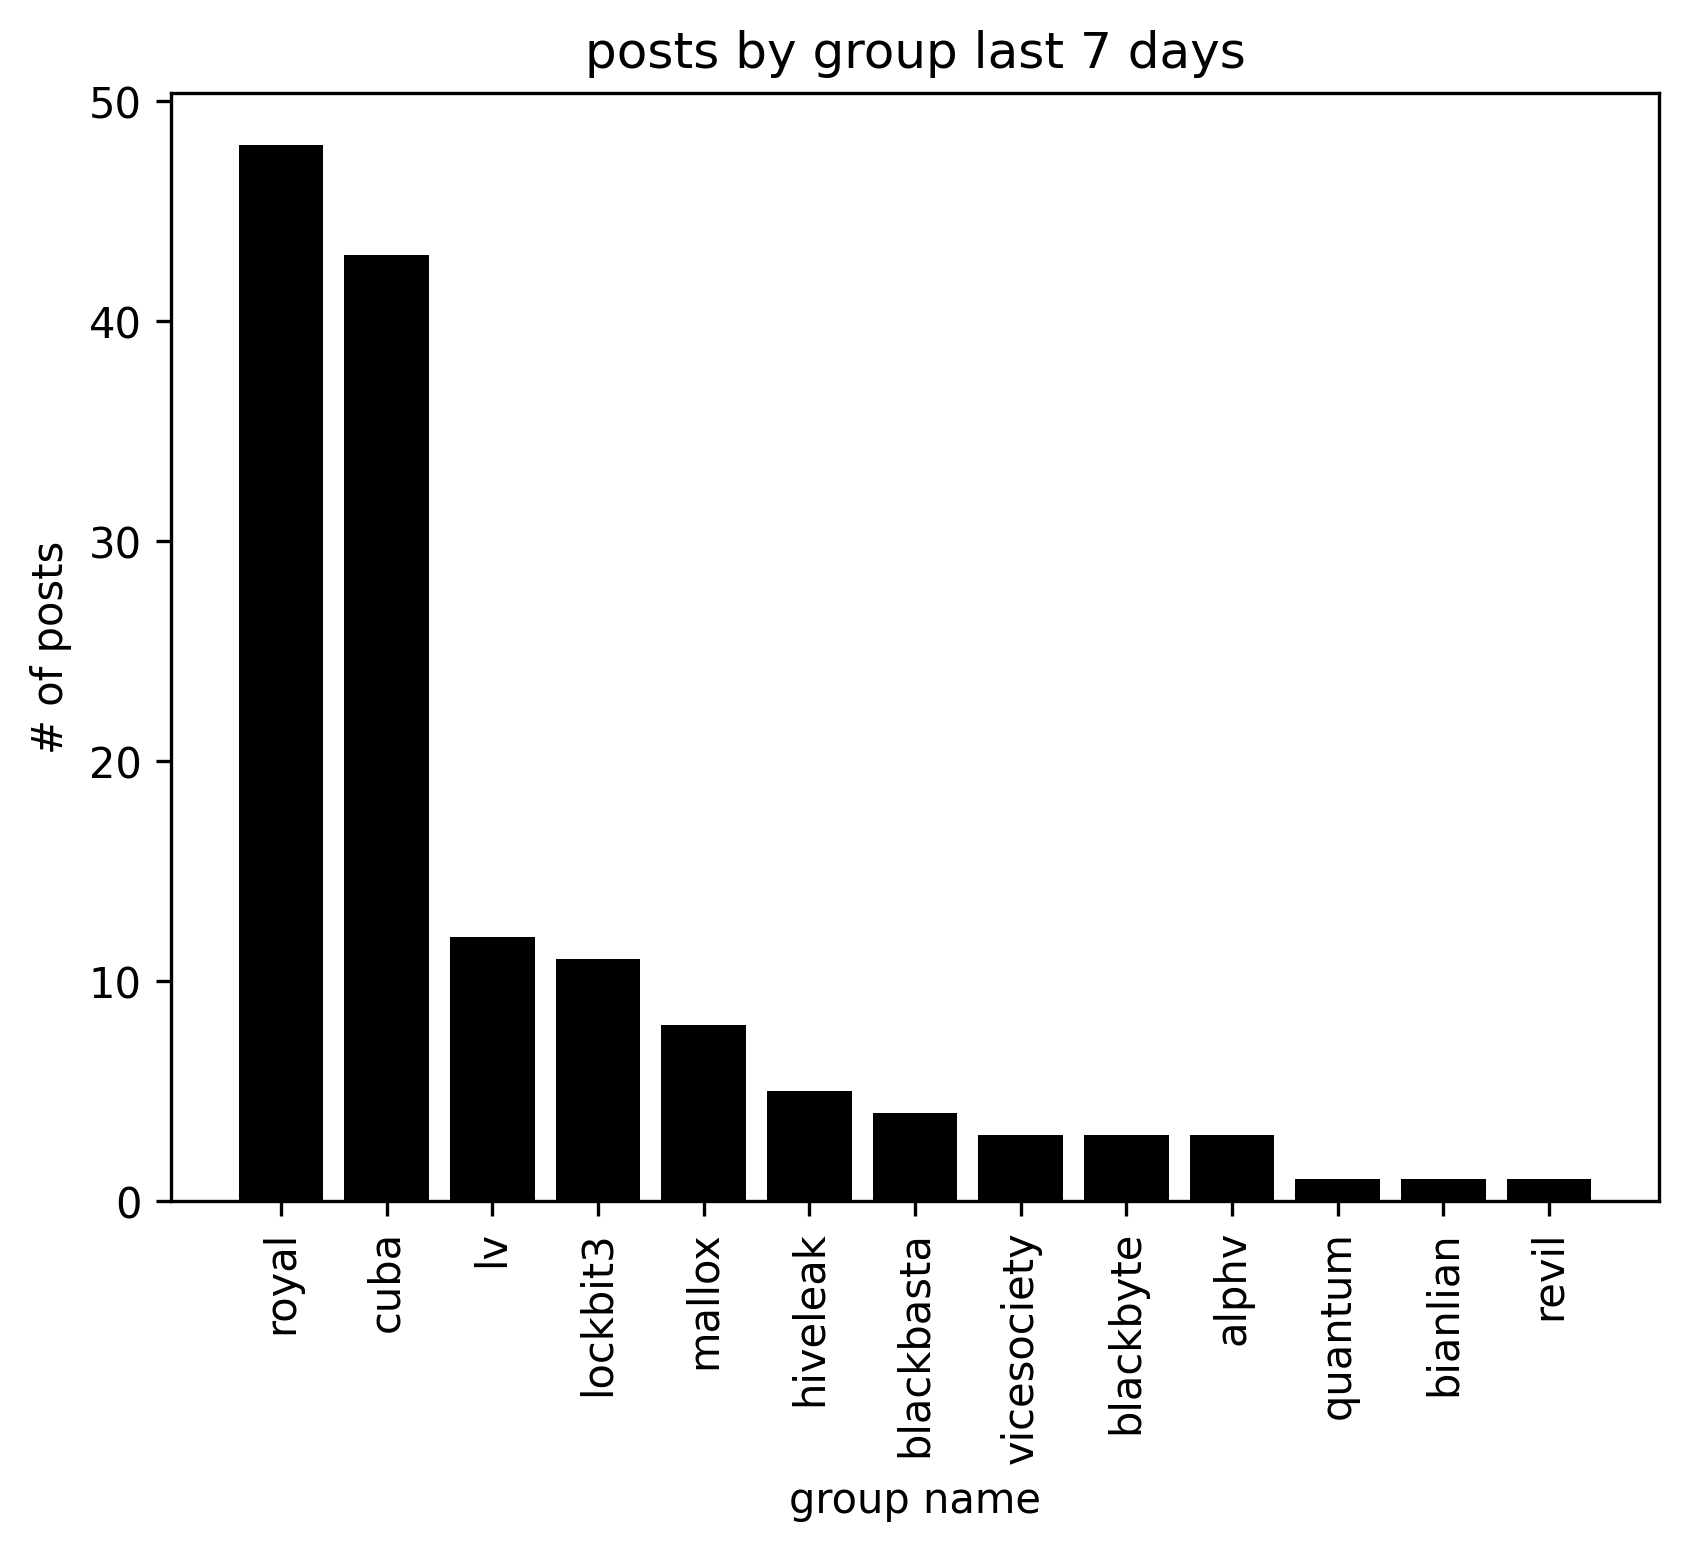 posts by group last 7 days
# of posts
50
40
30
20
10
0
royal
cuba
lv
lockbit3
mallox
hiveleak
blackbasta
vicesociety
blackbyte
alphv
quantum
bianlian
revil
group name